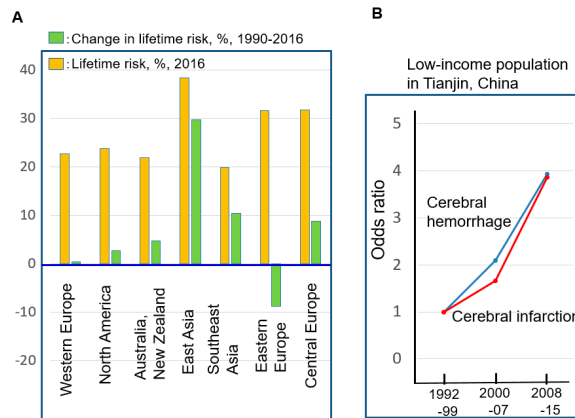 A
: Change in lifetime risk, %, 1990-2016
: Lifetime risk, %, 2016
40
30
20
10
0
-10
-20
Western Europe
North America
Australia,
New Zealand
East Asia
Southeast
Asia
Eastern
Europe
Central Europe
B
Low-income population
in Tianjin, China
Odds ratio
5
4
3
2
1
0
Cerebral
hemorrhage
Cerebral infarction
1992
-99
2000
-07
2008
-15